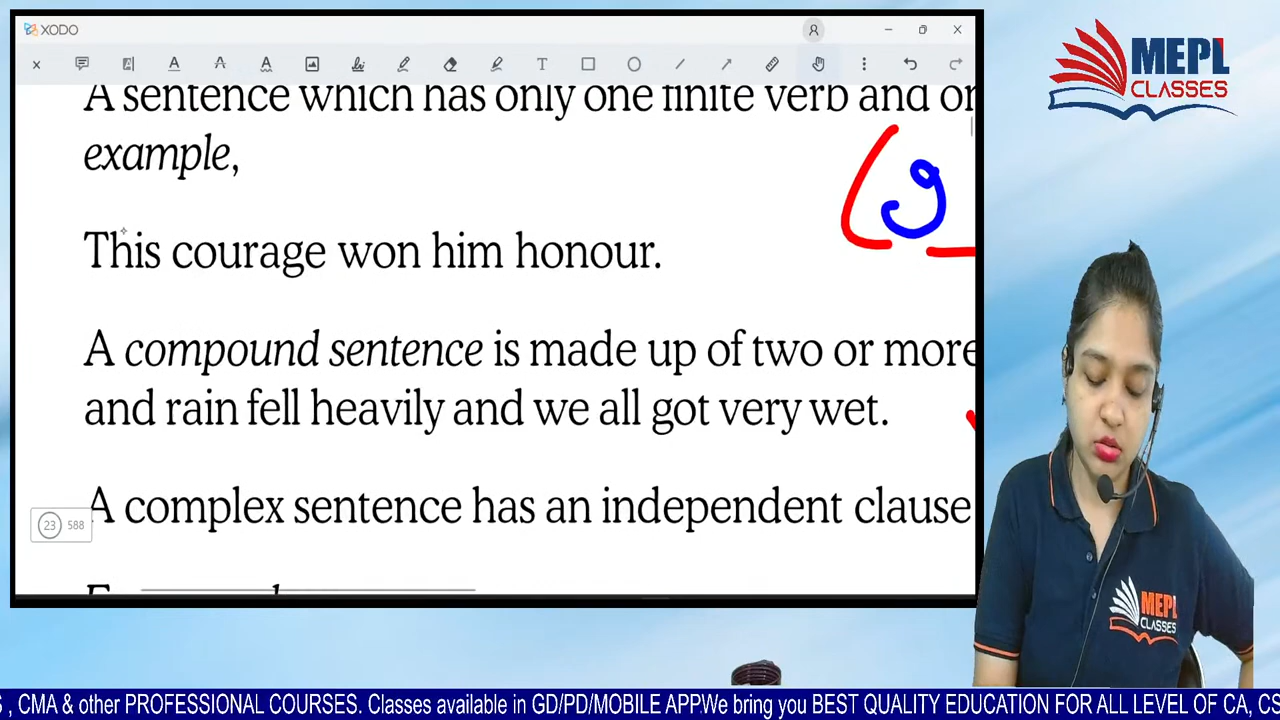 XODO
MEPL
CLASSES
A sentence which has only one finite verb and
example,
This courage won him honour.
A compound sentence is made up of two or more
and rain fell heavily and we all got very wet.
A complex sentence has an independent clause
23 588
MEPL
CLASSES
, CMA & other PROFESSIONAL COURSES. Classes available in GD/PD/MOBILE APPWe bring you BEST QUALITY EDUCATION FOR ALL LEVEL OF CA, CS